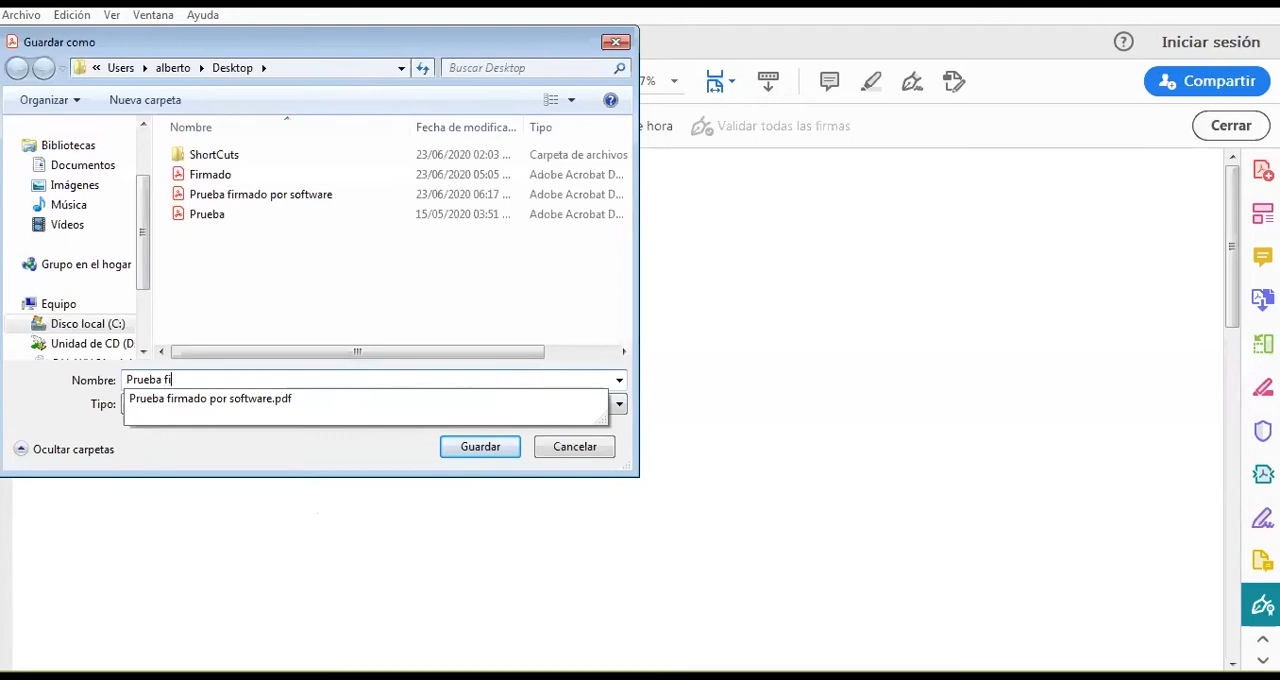 Archivo Edición Ver Ventana Ayuda
Guardar como
Iniciar sesión
« Users alberto Desktop
Buscar Desktop
7%
Compartir
Organizar Nueva carpeta
e hora Validar todas las firmas
Cerrar
Nombre Fecha de modifica... Tipo
Bibliotecas
Documentos
Imágenes
Música
Vídeos
Grupo en el hogar
Equipo
Disco local (C:)
Unidad de CD (D:
ShortCuts 23/06/2020 02:03 ... Carpeta de archivos
Firmado 23/06/2020 05:05 ... Adobe Acrobat D...
Prueba firmado por software 23/06/2020 06:17 ... Adobe Acrobat D...
Prueba 15/05/2020 03:51 ... Adobe Acrobat D...
Nombre: Prueba fi
Prueba firmado por software.pdf
Tipo:
Ocultar carpetas
Guardar Cancelar